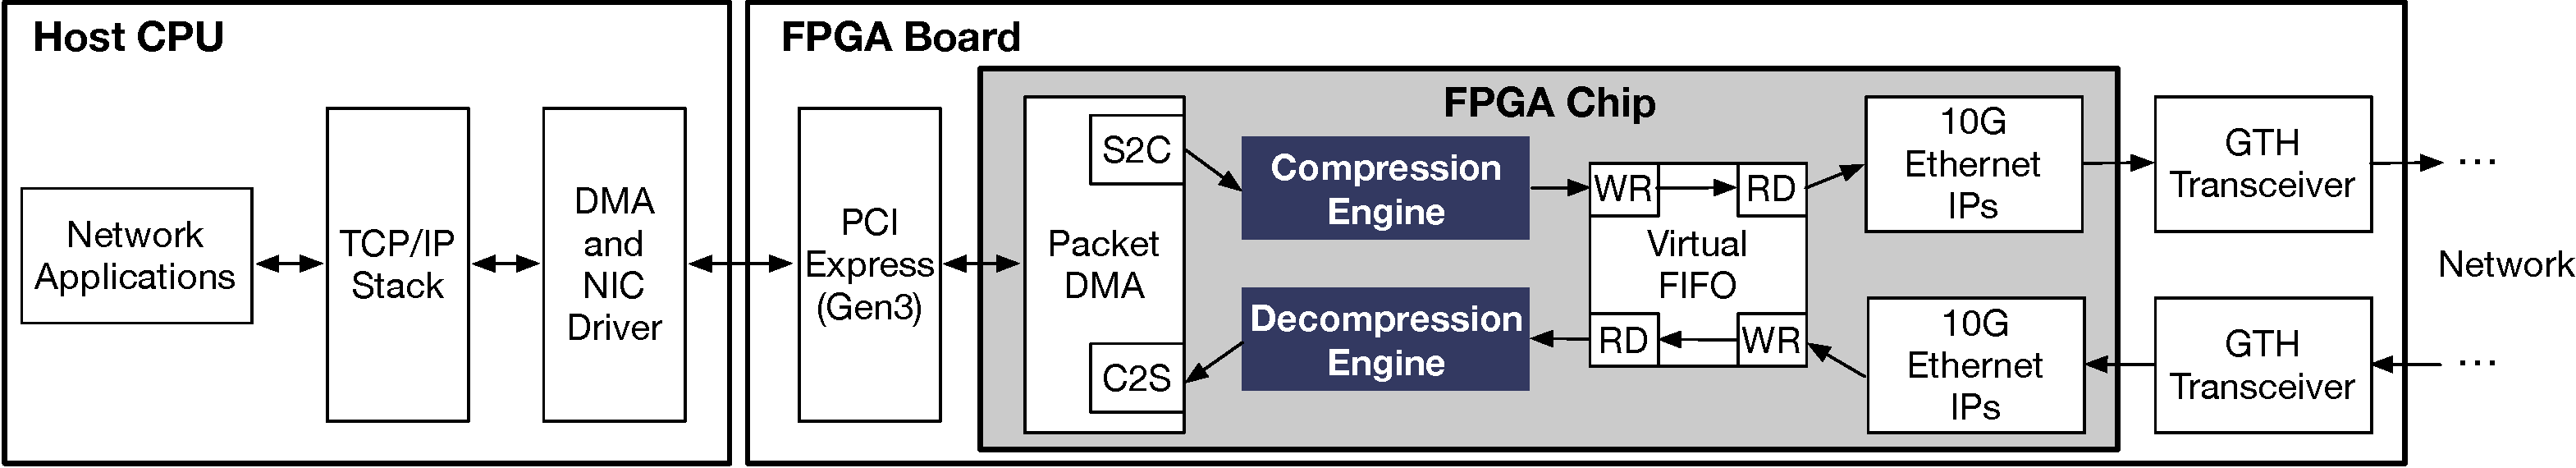 Host CPU
Network
Applications
TCP/IP
Stack
DMA
and
NIC
Driver
FPGA Board
PCI
Express
(Gen3)
FPGA Chip
Packet
DMA
S2C
C2S
Compression
Engine
Decompression
Engine
WR
RD
Virtual
FIFO
RD
WR
10G
Ethernet
IPs
10G
Ethernet
IPs
GTH
Transceiver
GTH
Transceiver
...
Network
...